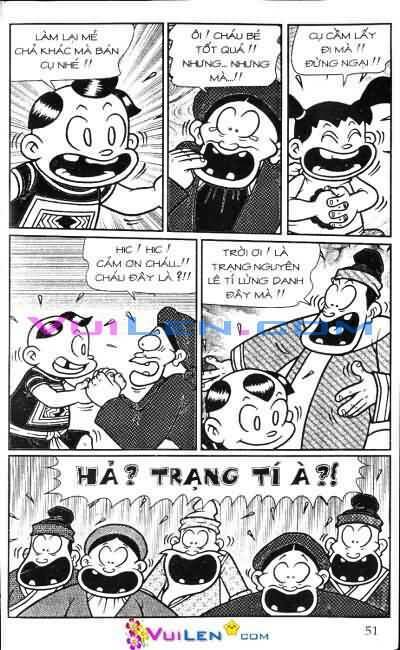 LÀM LẠI MẺ
CHẢ KHÁC MÀ BÁN
CỤ NHÉ !!
ÔI ! CHÁU BÉ
TỐT QUÁ !!
NHƯNG... NHƯNG
MÀ...!!
CỤ CẦM LẤY
ĐI MÀ !!
ĐỪNG NGẠI !!
HIC ! HIC !
CẢM ƠN CHÁU...
CHÁU ĐÂY LÀ ?!!
TRỜI ƠI ! LÀ
TRẠNG NGUYÊN
LÊ TÍ LỪNG DANH
ĐÂY MÀ !!
VUILEN.COM
HẢ? TRẠNG TÍ À?!
51
VUILEN.COM